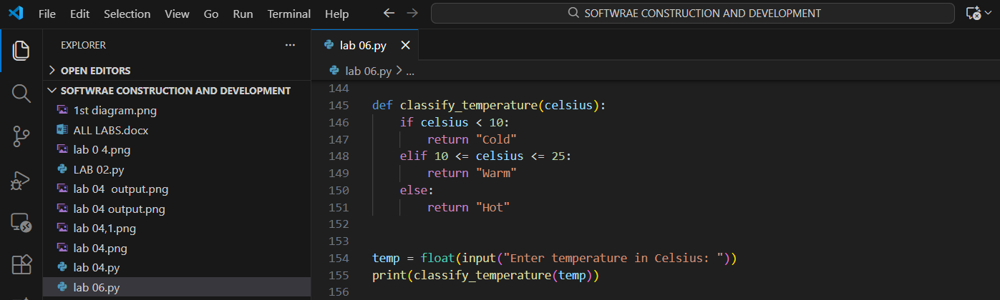 File Edit Selection View Go Run Terminal Help
SOFTWRAE CONSTRUCTION AND DEVELOPMENT
EXPLORER
OPEN EDITORS
SOFTWRAE CONSTRUCTION AND DEVELOPMENT
1st diagram.png
ALL LABS.docx
lab 0 4.png
LAB 02.py
lab 04  output.png
lab 04 output.png
lab 04,1.png
lab 04.png
lab 04.py
lab 06.py
lab 06.py
lab 06.py > ...
144
145 def classify_temperature(celsius):
146     if celsius < 10:
147         return "Cold"
148     elif 10 <= celsius <= 25:
149         return "Warm"
150     else:
151         return "Hot"
152
153
154 temp = float(input("Enter temperature in Celsius: "))
155 print(classify_temperature(temp))
156